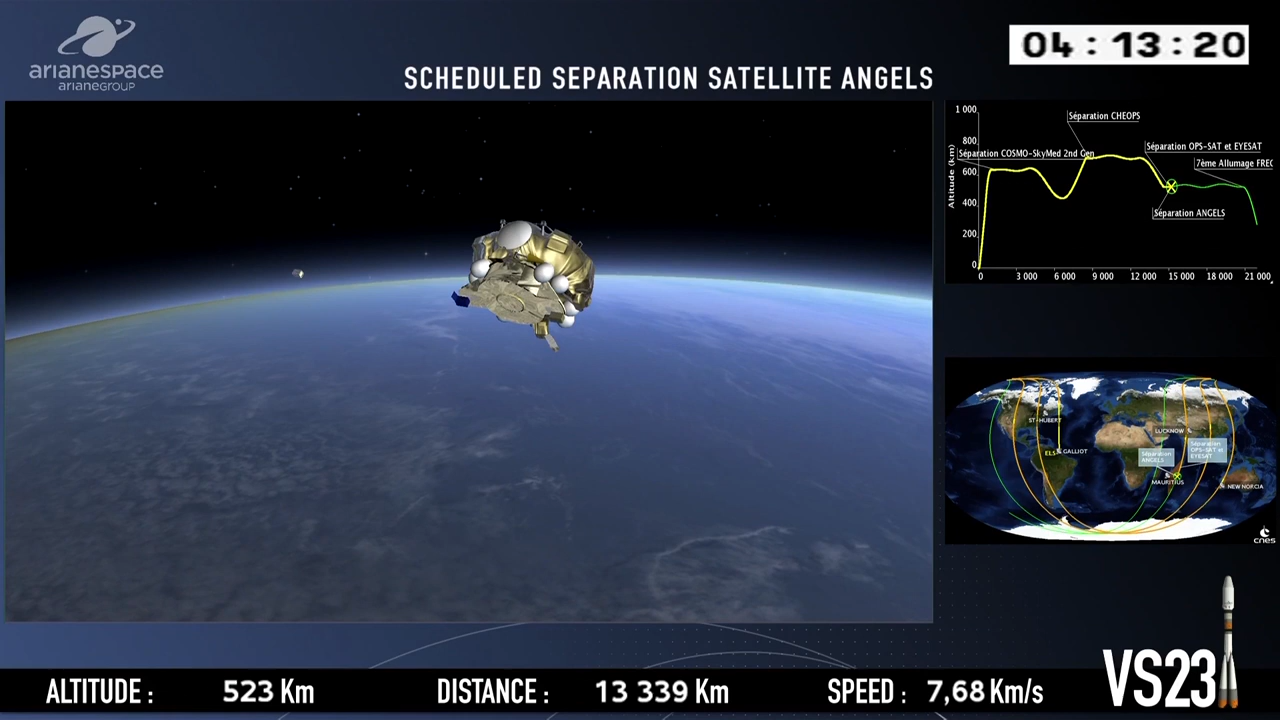 arianespace
arianeGROUP
SCHEDULED SEPARATION SATELLITE ANGELS
04 : 13 : 20
1 000
Séparation CHEOPS
800
Séparation OPS-SAT et EYESAT
Séparation COSMO-SkyMed 2nd Gen
7ème Allumage FREG
600
Altitude (km)
400
Séparation ANGELS
200
0
0 3 000 6 000 9 000 12 000 15 000 18 000 21 000
ST-HUBERT
LUCKNOW
Séparation
OPS-SAT et
EYESAT
ELS GALLIOT
Séparation
ANGELS
MAURITIUS
NEW NORCIA
cnes
VS23
ALTITUDE : 523 Km DISTANCE : 13 339 Km SPEED : 7,68 Km/s